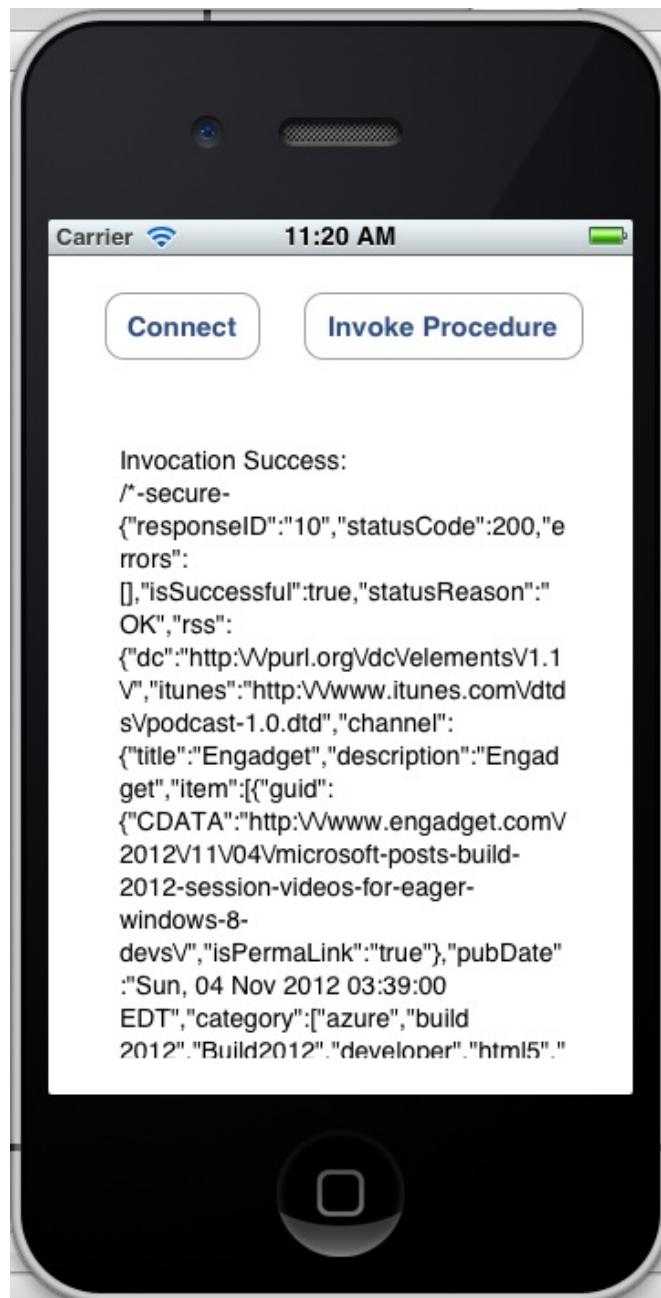 Carrier 11:20 AM
Connect Invoke Procedure
Invocation Success:
/*-secure-
{"responseID":"10","statusCode":200,"e
rrors":
[],"isSuccessful":true,"statusReason":"
OK","rss":
{"dc":"http:\/\/purl.org\/dc\/elements\/1.1
\/","itunes":"http:\/\/www.itunes.com\/dtd
s\/podcast-1.0.dtd","channel":
{"title":"Engadget","description":"Engad
get","item":[{"guid":
{"CDATA":"http:\/\/www.engadget.com\/
2012\/11\/04\/microsoft-posts-build-
2012-session-videos-for-eager-
windows-8-
devs\/","isPermaLink":"true"},"pubDate"
:"Sun, 04 Nov 2012 03:39:00
EDT","category":["azure","build
2012","Build2012","developer","html5","